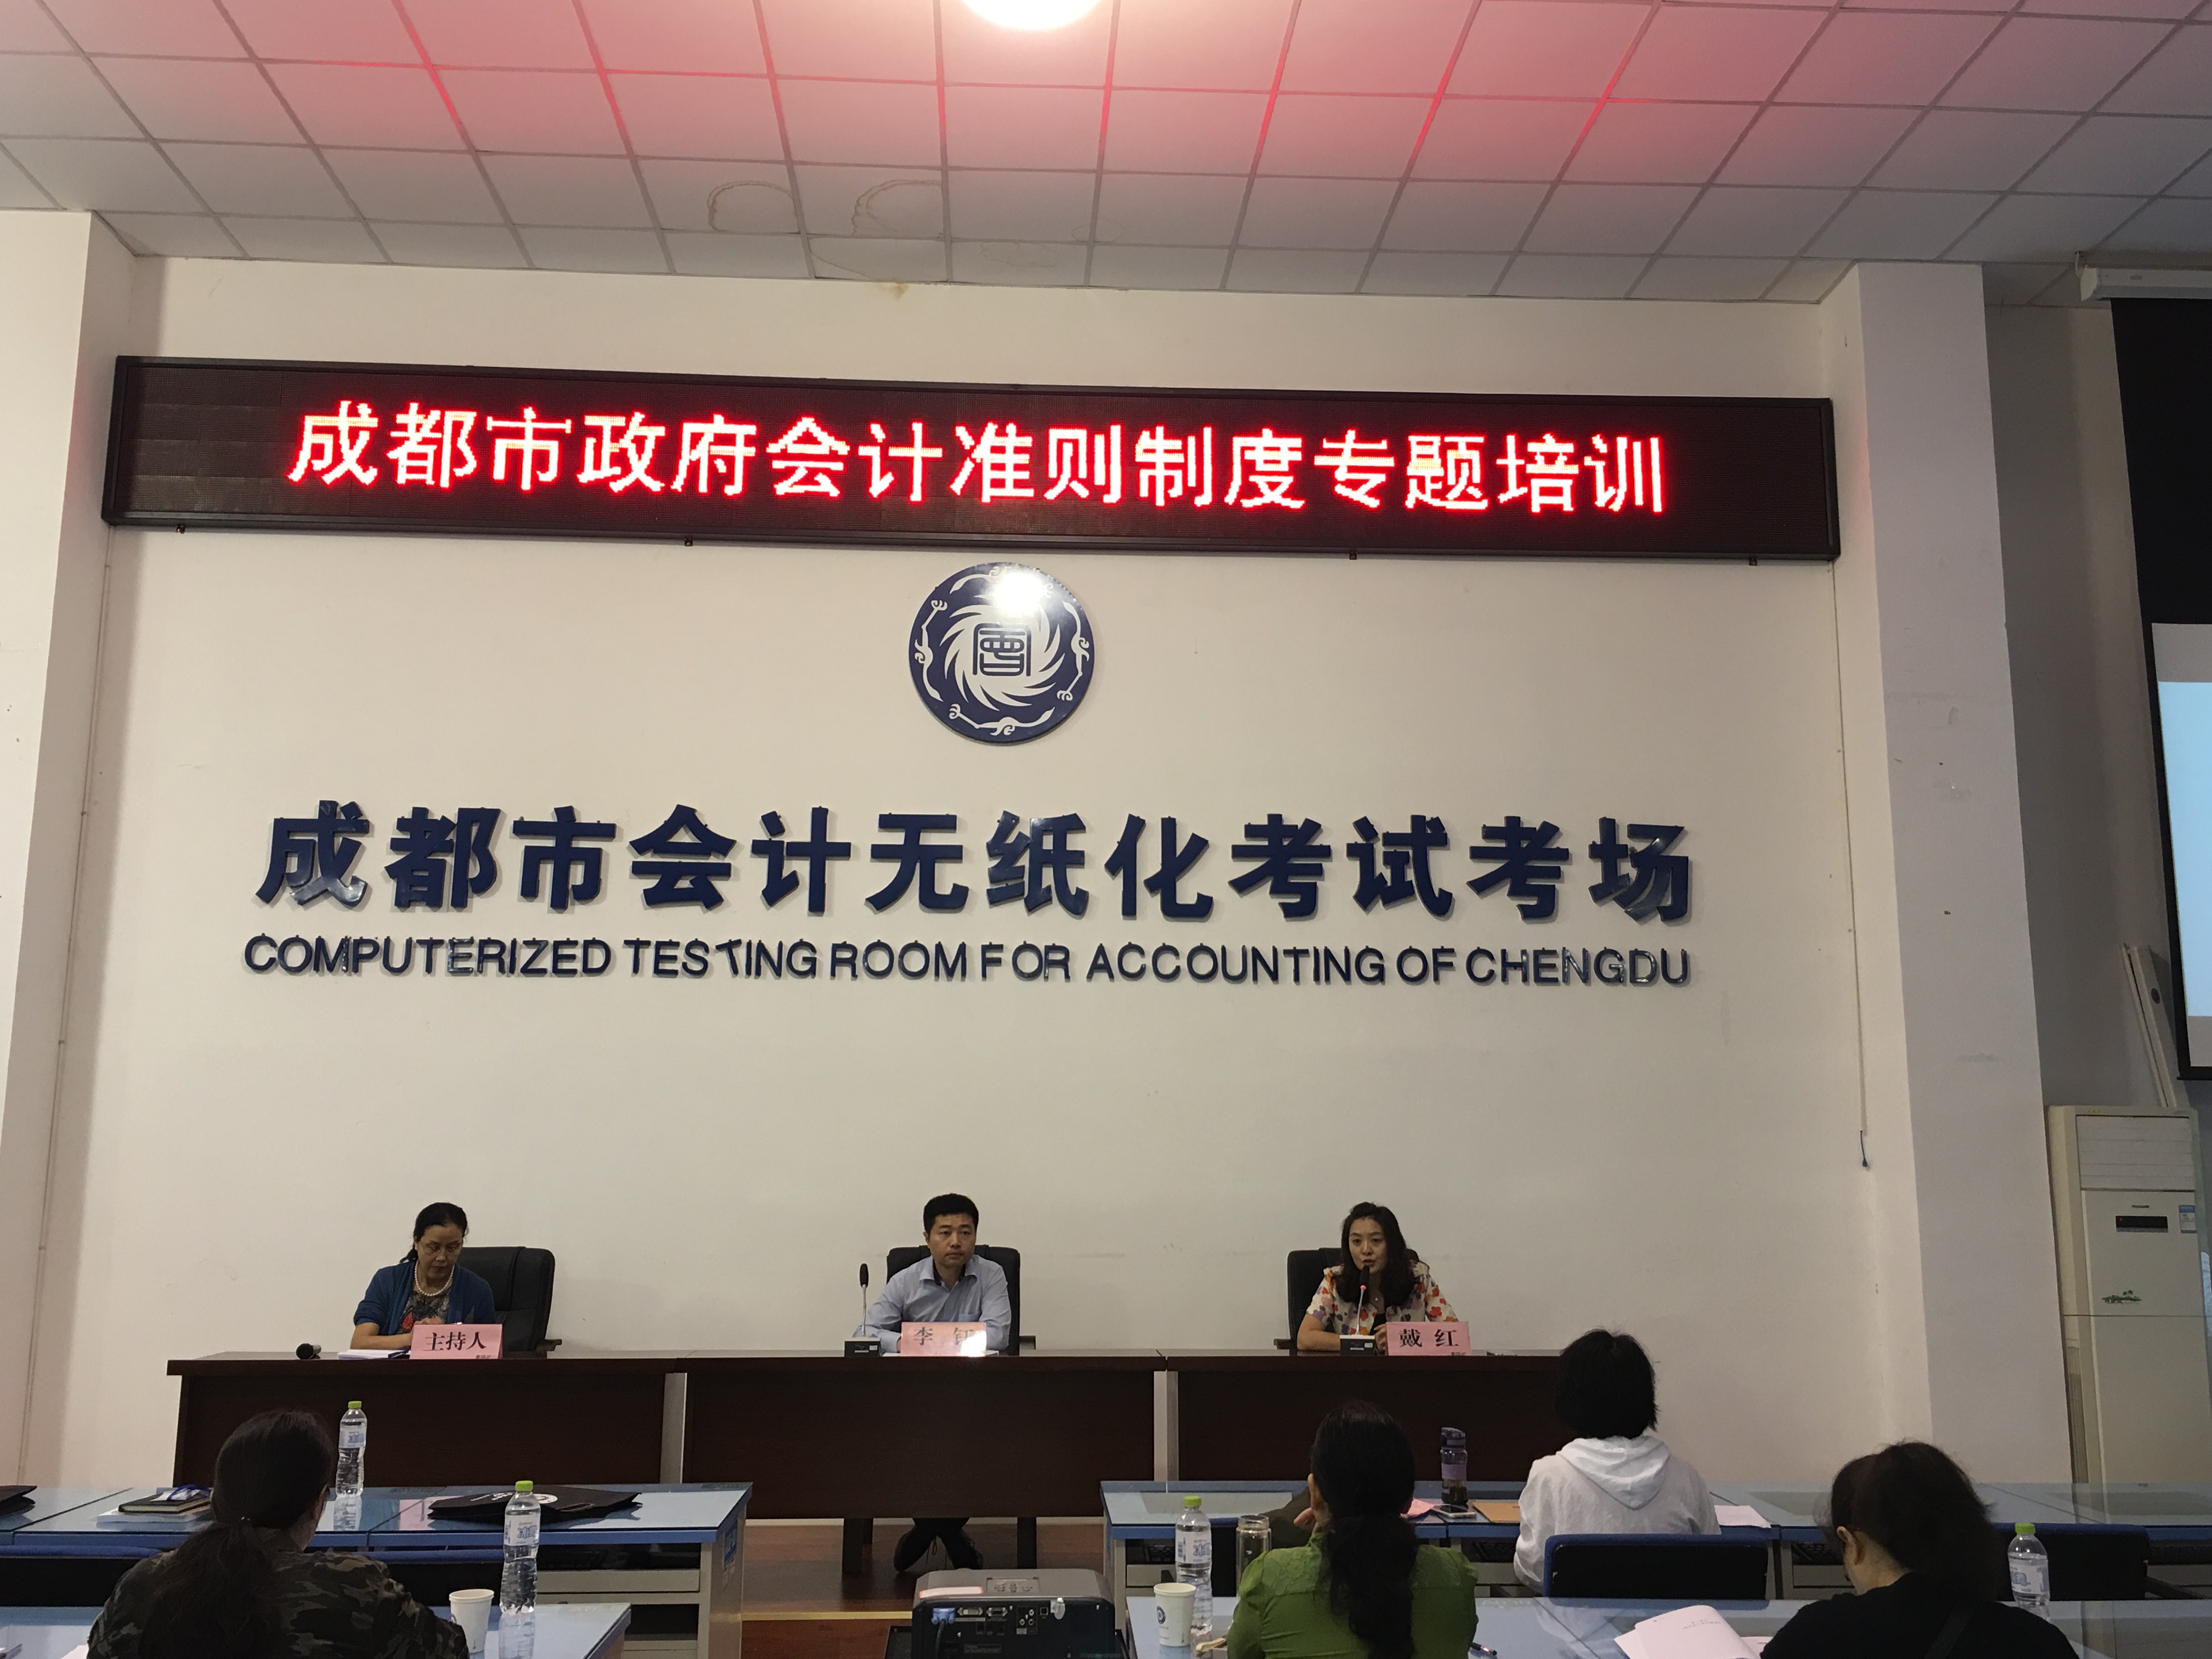 成都市政府会计准则制度专题培训
會
成都市会计无纸化考试考场
COMPUTERIZED TESTING ROOM FOR ACCOUNTING OF CHENGDU
主持人
李
戴红